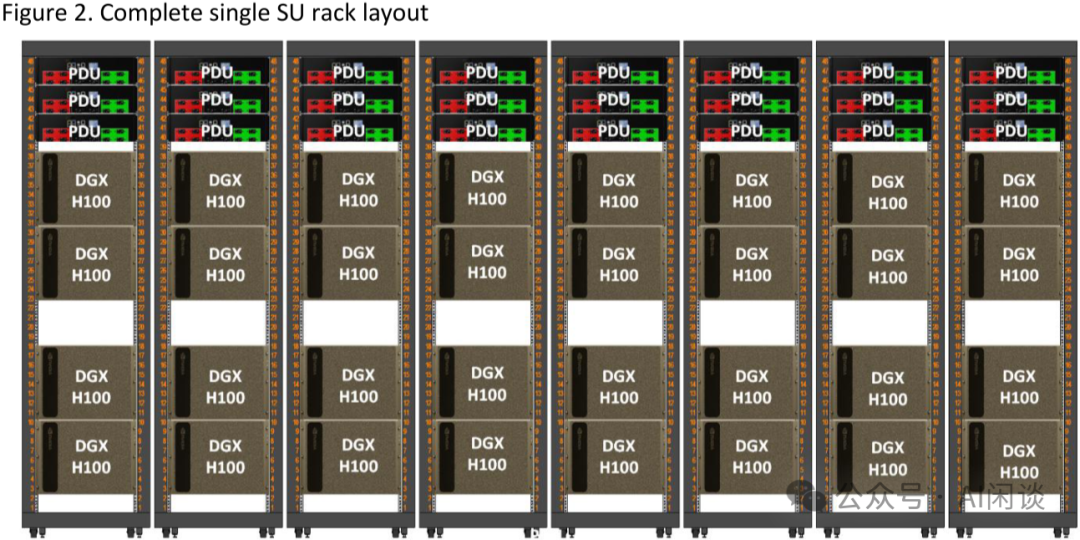 Figure 2. Complete single SU rack layout
PDU PDU PDU PDU PDU PDU PDU PDU
PDU PDU PDU PDU PDU PDU PDU PDU
PDU PDU PDU PDU PDU PDU PDU PDU
DGX DGX DGX DGX DGX DGX DGX DGX
H100 H100 H100 H100 H100 H100 H100 H100
DGX DGX DGX DGX DGX DGX DGX DGX
H100 H100 H100 H100 H100 H100 H100 H100
DGX DGX DGX DGX DGX DGX DGX DGX
H100 H100 H100 H100 H100 H100 H100 H100
DGX DGX DGX DGX DGX DGX DGX DGX
H100 H100 H100 H100 H100 H100 H100 H100
公众号 · AI闲谈